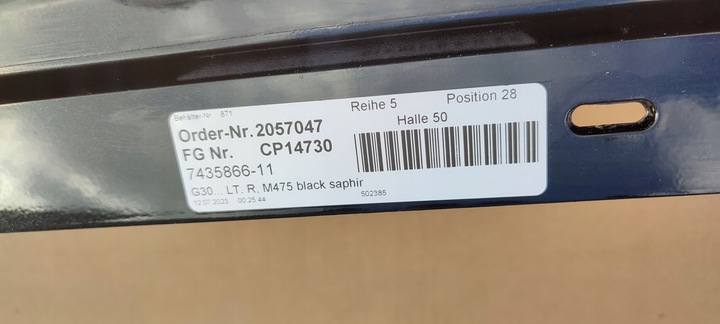 Behälter-Nr. 871
Reihe 5 Position 28
Order-Nr. 2057047
Halle 50
FG Nr. CP14730
7435866-11
G30... LT. R, M475 black saphir
12.07.2023 00:25:44 502385